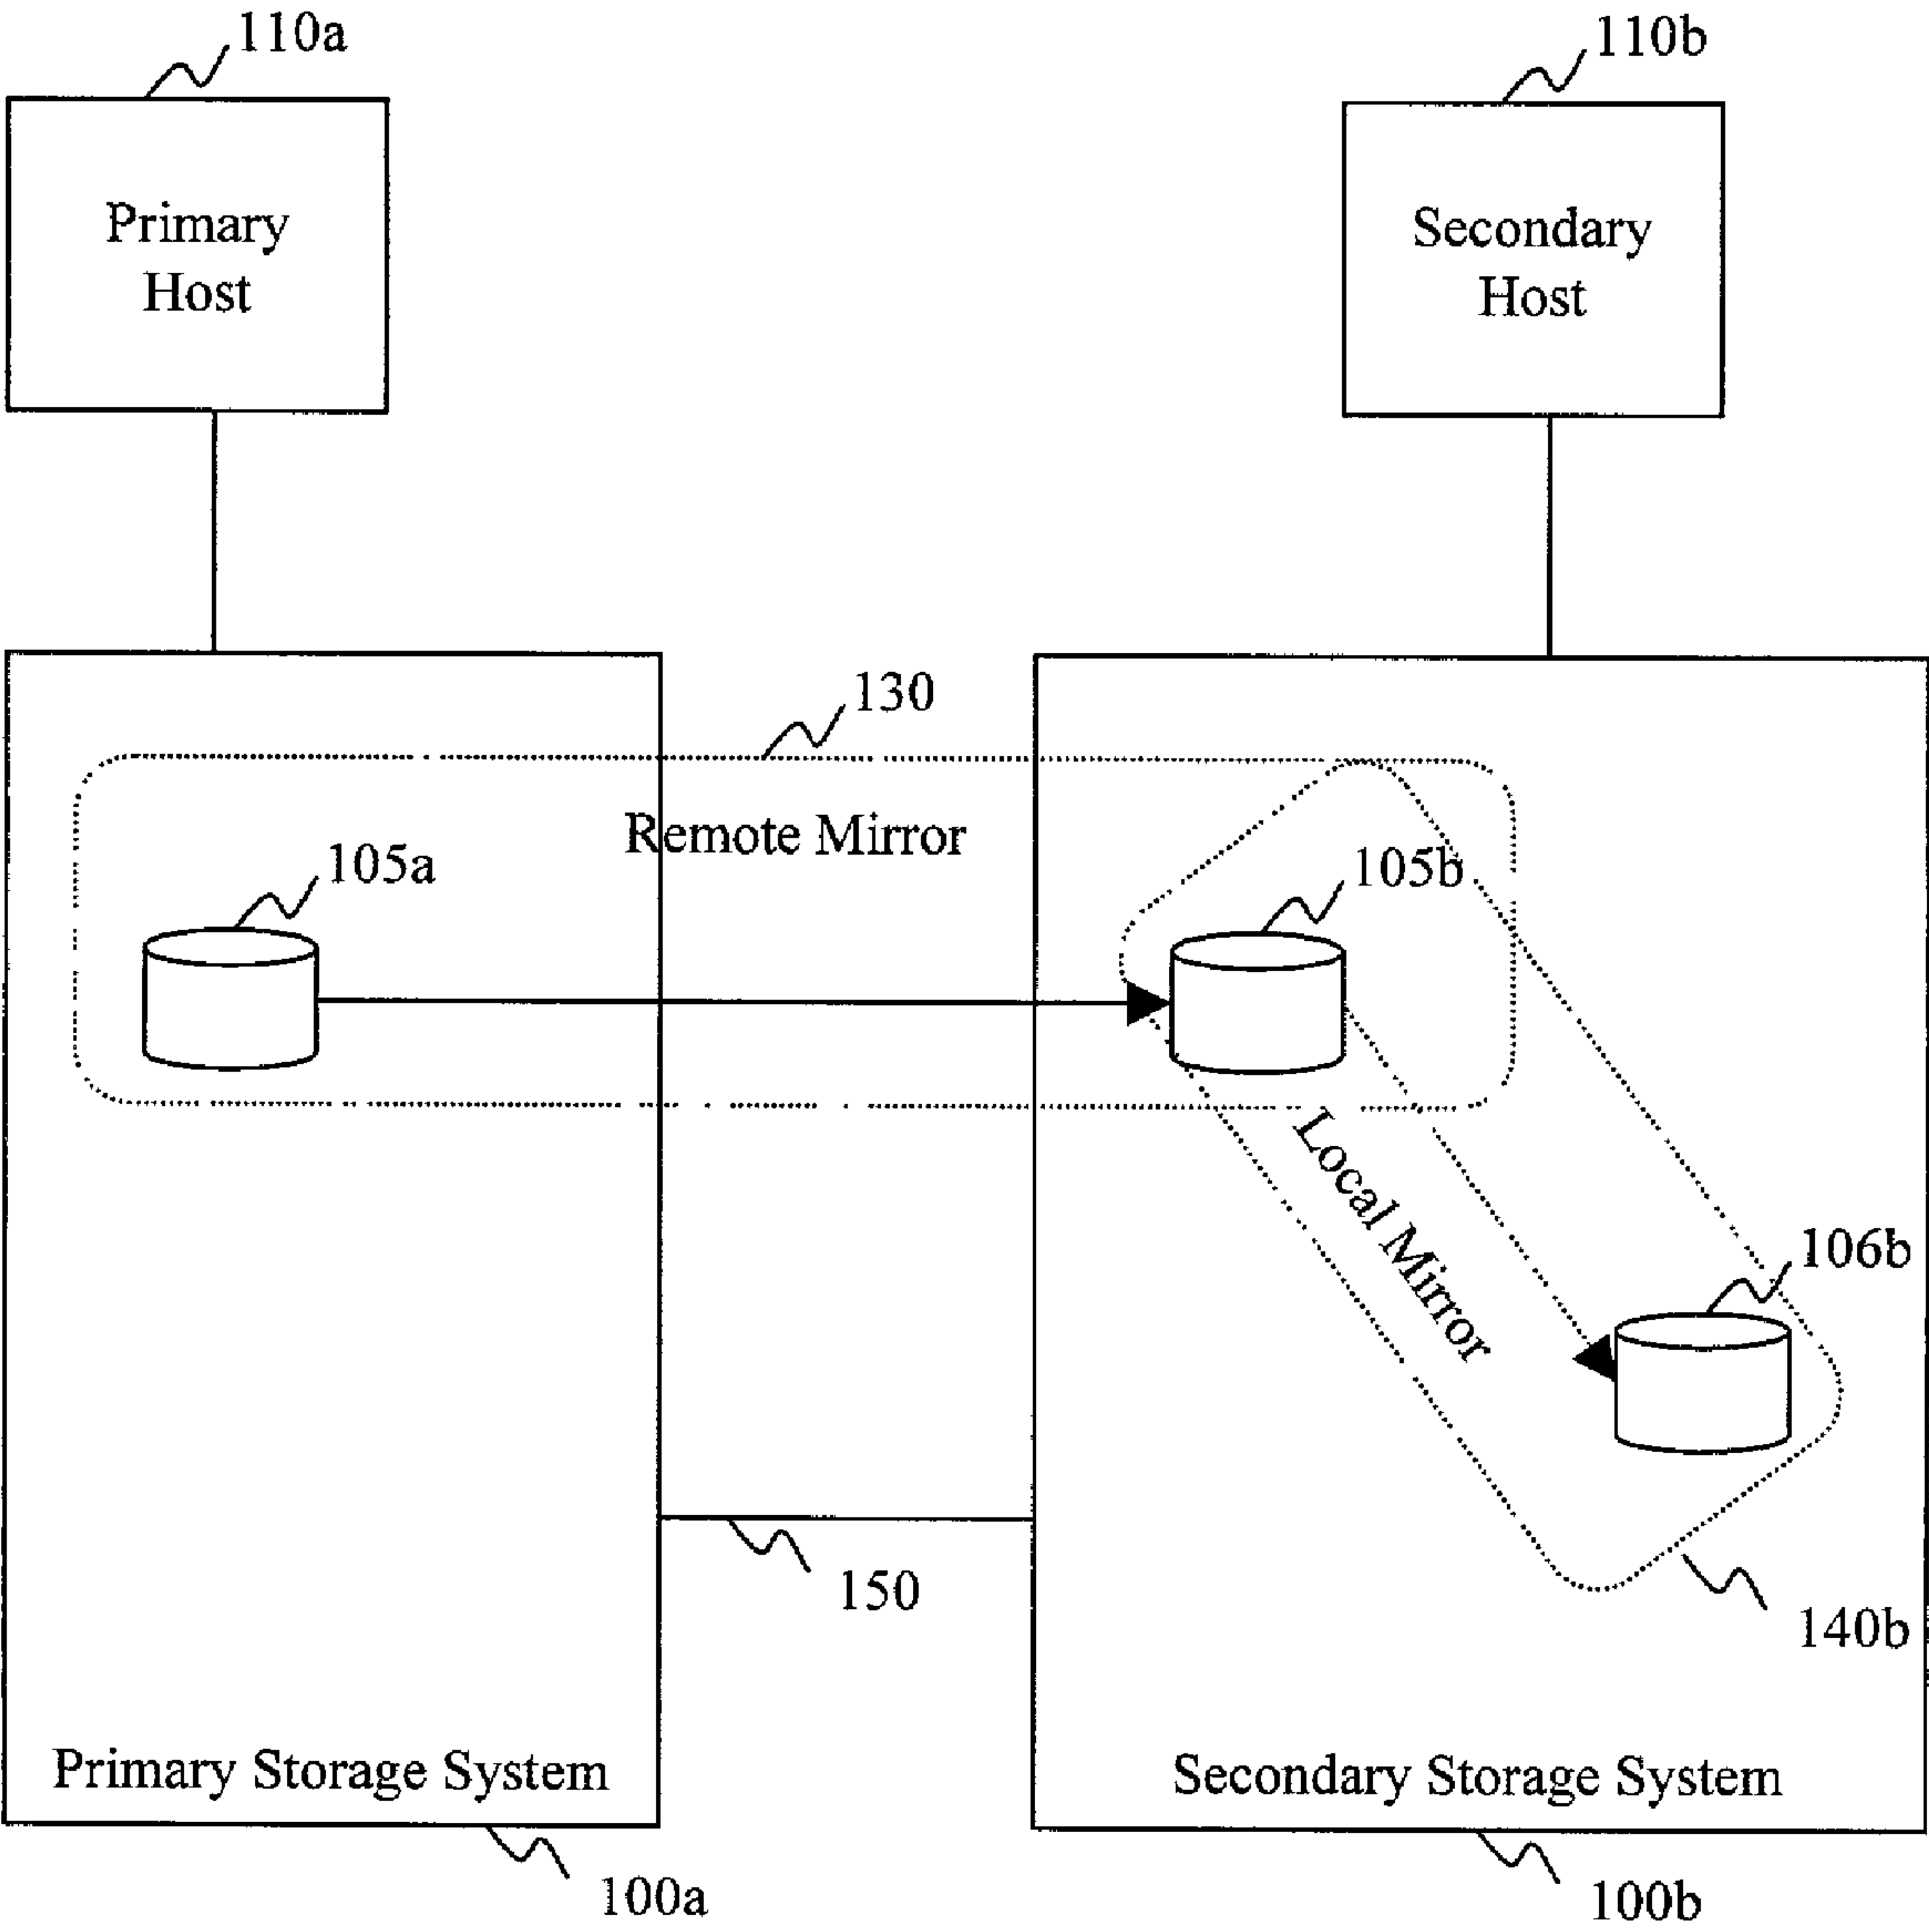 110a
110b
Primary
Host
Secondary
Host
130
Remote Mirror
105a
105b
Local Mirror
106b
150
140b
Primary Storage System
Secondary Storage System
100a
100b